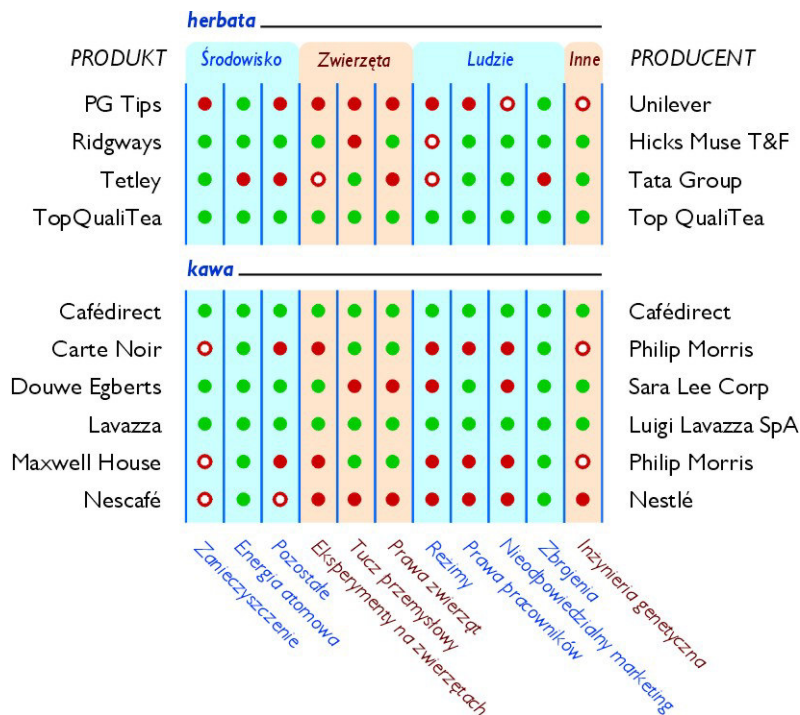 herbata
PRODUKT Środowisko Zwierzęta Ludzie Inne PRODUCENT
PG Tips Unilever
Ridgways Hicks Muse T&F
Tetley Tata Group
TopQualiTea Top QualiTea
kawa
Cafédirect Cafédirect
Carte Noir Philip Morris
Douwe Egberts Sara Lee Corp
Lavazza Luigi Lavazza SpA
Maxwell House Philip Morris
Nescafé Nestlé
Zanieczyszczenie
Energia atomowa
Pozostałe
Eksperymenty na zwierzętach
Tucz przemysłowy
Prawa zwierząt
Reżimy
Prawa pracowników
Nieodpowiedzialny marketing
Zbrojenia
Inżynieria genetyczna